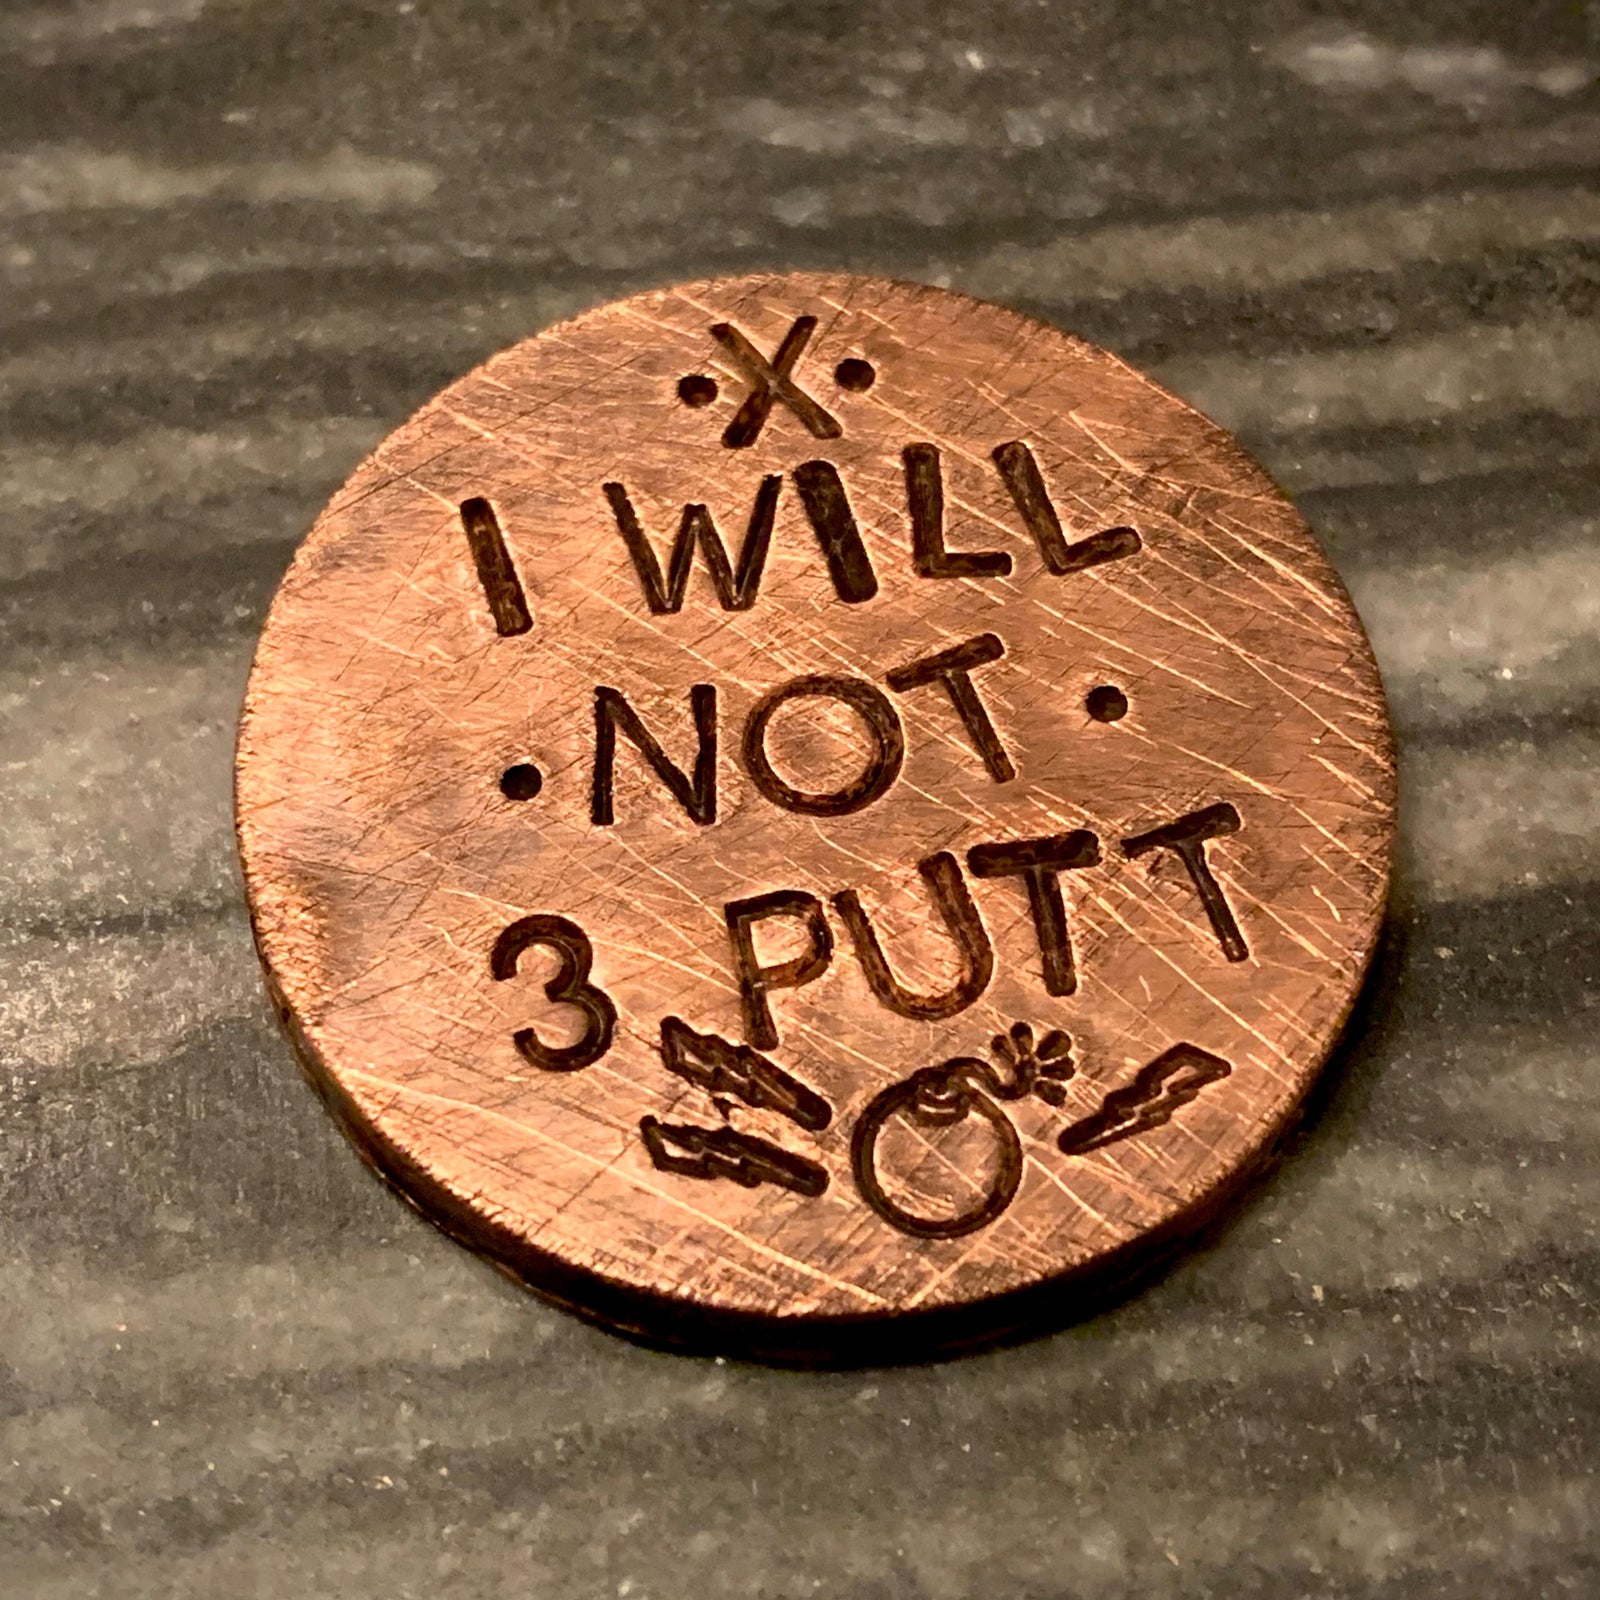 ·X·
I WILL
·NOT·
3 PUTT